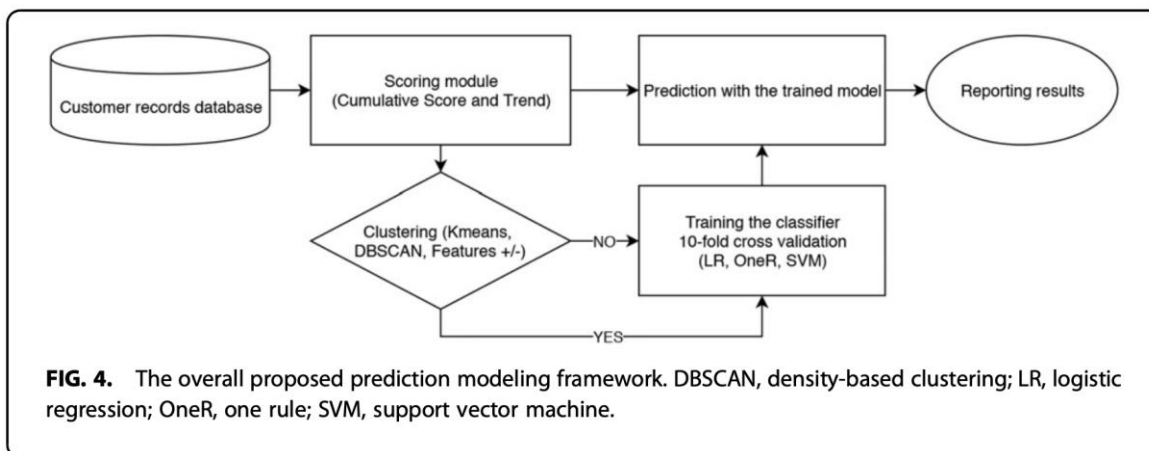 Customer records database
Scoring module
(Cumulative Score and Trend)
Prediction with the trained model
Reporting results
Clustering (Kmeans,
DBSCAN, Features +/-)
NO
Training the classifier
10-fold cross validation
(LR, OneR, SVM)
YES
FIG. 4. The overall proposed prediction modeling framework. DBSCAN, density-based clustering; LR, logistic
regression; OneR, one rule; SVM, support vector machine.